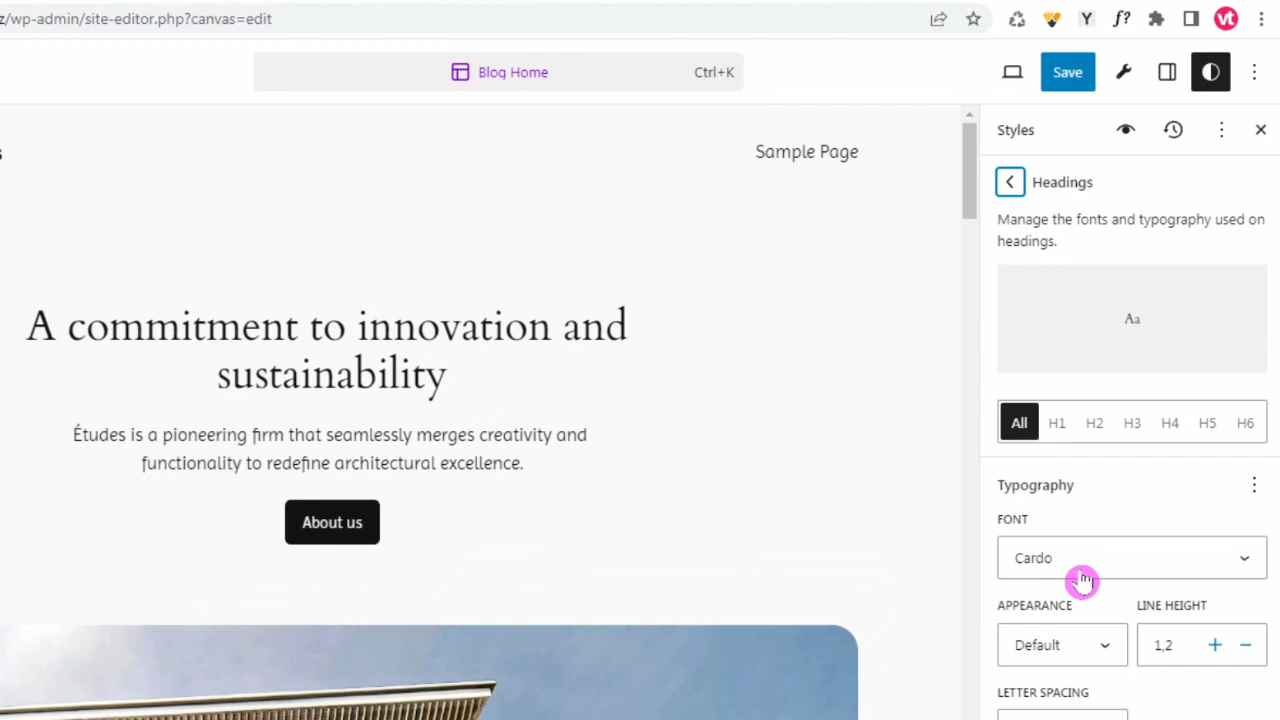 z/wp-admin/site-editor.php?canvas=edit
Y
f?
vt
Blog Home
Ctrl+K
Save
Styles
s
Sample Page
Headings
Manage the fonts and typography used on
headings.
Aa
A commitment to innovation and
sustainability
All H1 H2 H3 H4 H5 H6
Études is a pioneering firm that seamlessly merges creativity and
functionality to redefine architectural excellence.
About us
Typography
FONT
Cardo
APPEARANCE
LINE HEIGHT
Default
1,2
LETTER SPACING